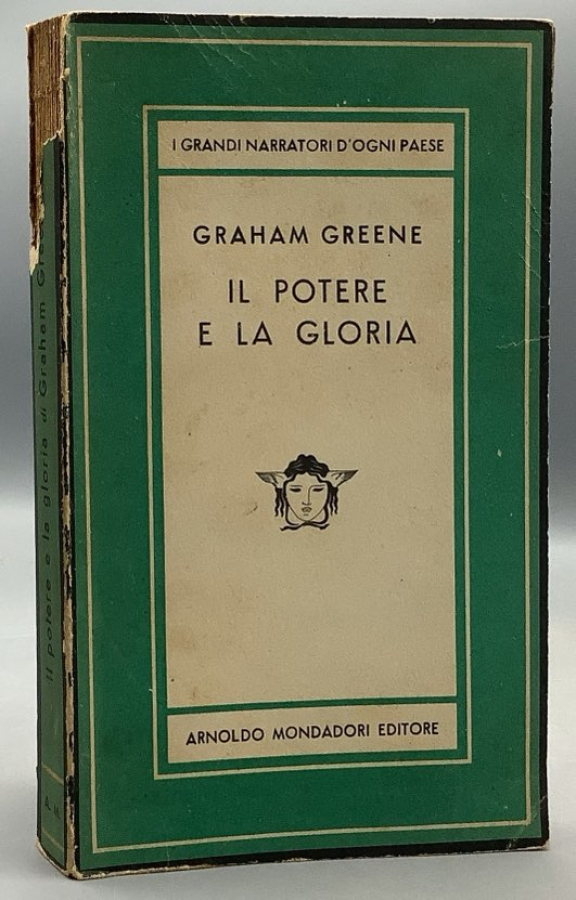 I GRANDI NARRATORI D'OGNI PAESE
GRAHAM GREENE
IL POTERE
E LA GLORIA
ARNOLDO MONDADORI EDITORE
Il potere e la gloria di Graham